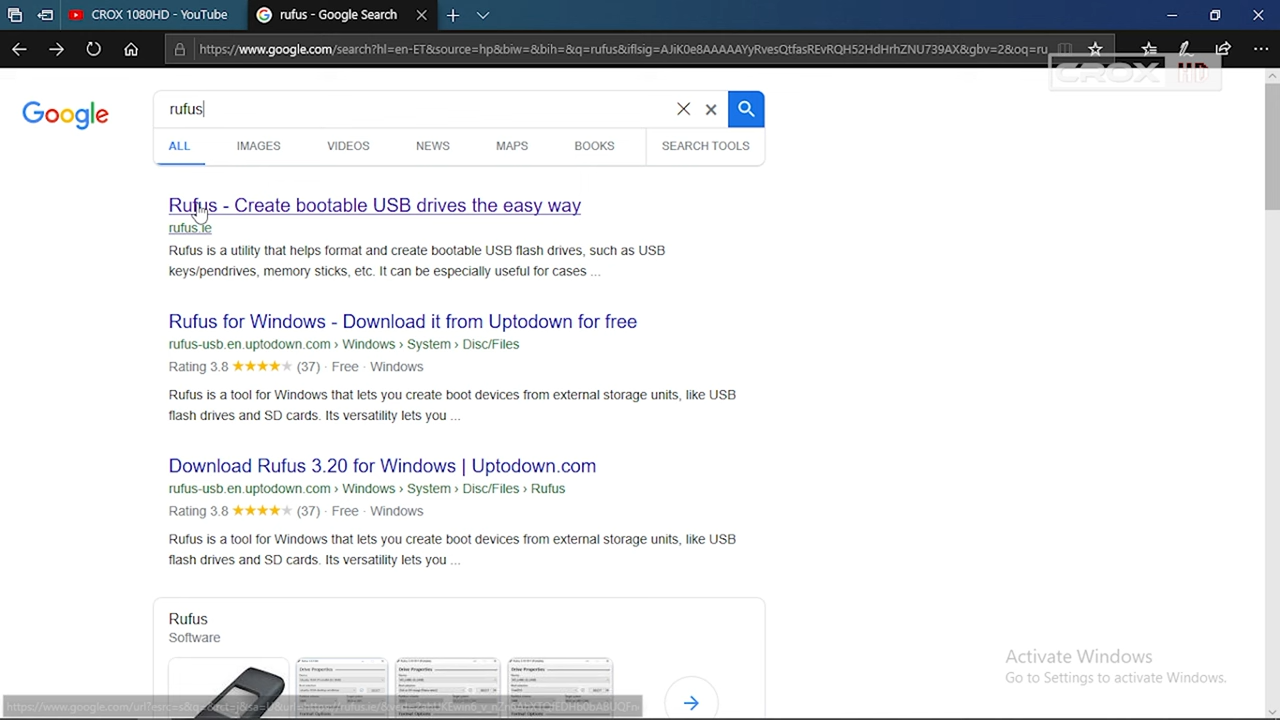 CROX 1080HD - YouTube
rufus - Google Search
https://www.google.com/search?hl=en-ET&source=hp&biw=&bih=&q=rufus&iflsig=AJiK0e8AAAAAYyRvesQtfasREvRQH52HdHrhZNU739AX&gbv=2&oq=ru
CROX HD
Google
rufus
ALL
IMAGES
VIDEOS
NEWS
MAPS
BOOKS
SEARCH TOOLS
Rufus - Create bootable USB drives the easy way
rufus.ie
Rufus is a utility that helps format and create bootable USB flash drives, such as USB
keys/pendrives, memory sticks, etc. It can be especially useful for cases ...
Rufus for Windows - Download it from Uptodown for free
rufus-usb.en.uptodown.com › Windows › System › Disc/Files
Rating 3.8 ★★★★★ (37) · Free · Windows
Rufus is a tool for Windows that lets you create boot devices from external storage units, like USB
flash drives and SD cards. Its versatility lets you ...
Download Rufus 3.20 for Windows | Uptodown.com
rufus-usb.en.uptodown.com › Windows › System › Disc/Files › Rufus
Rating 3.8 ★★★★★ (37) · Free · Windows
Rufus is a tool for Windows that lets you create boot devices from external storage units, like USB
flash drives and SD cards. Its versatility lets you ...
Rufus
Software
Activate Windows
Go to Settings to activate Windows.